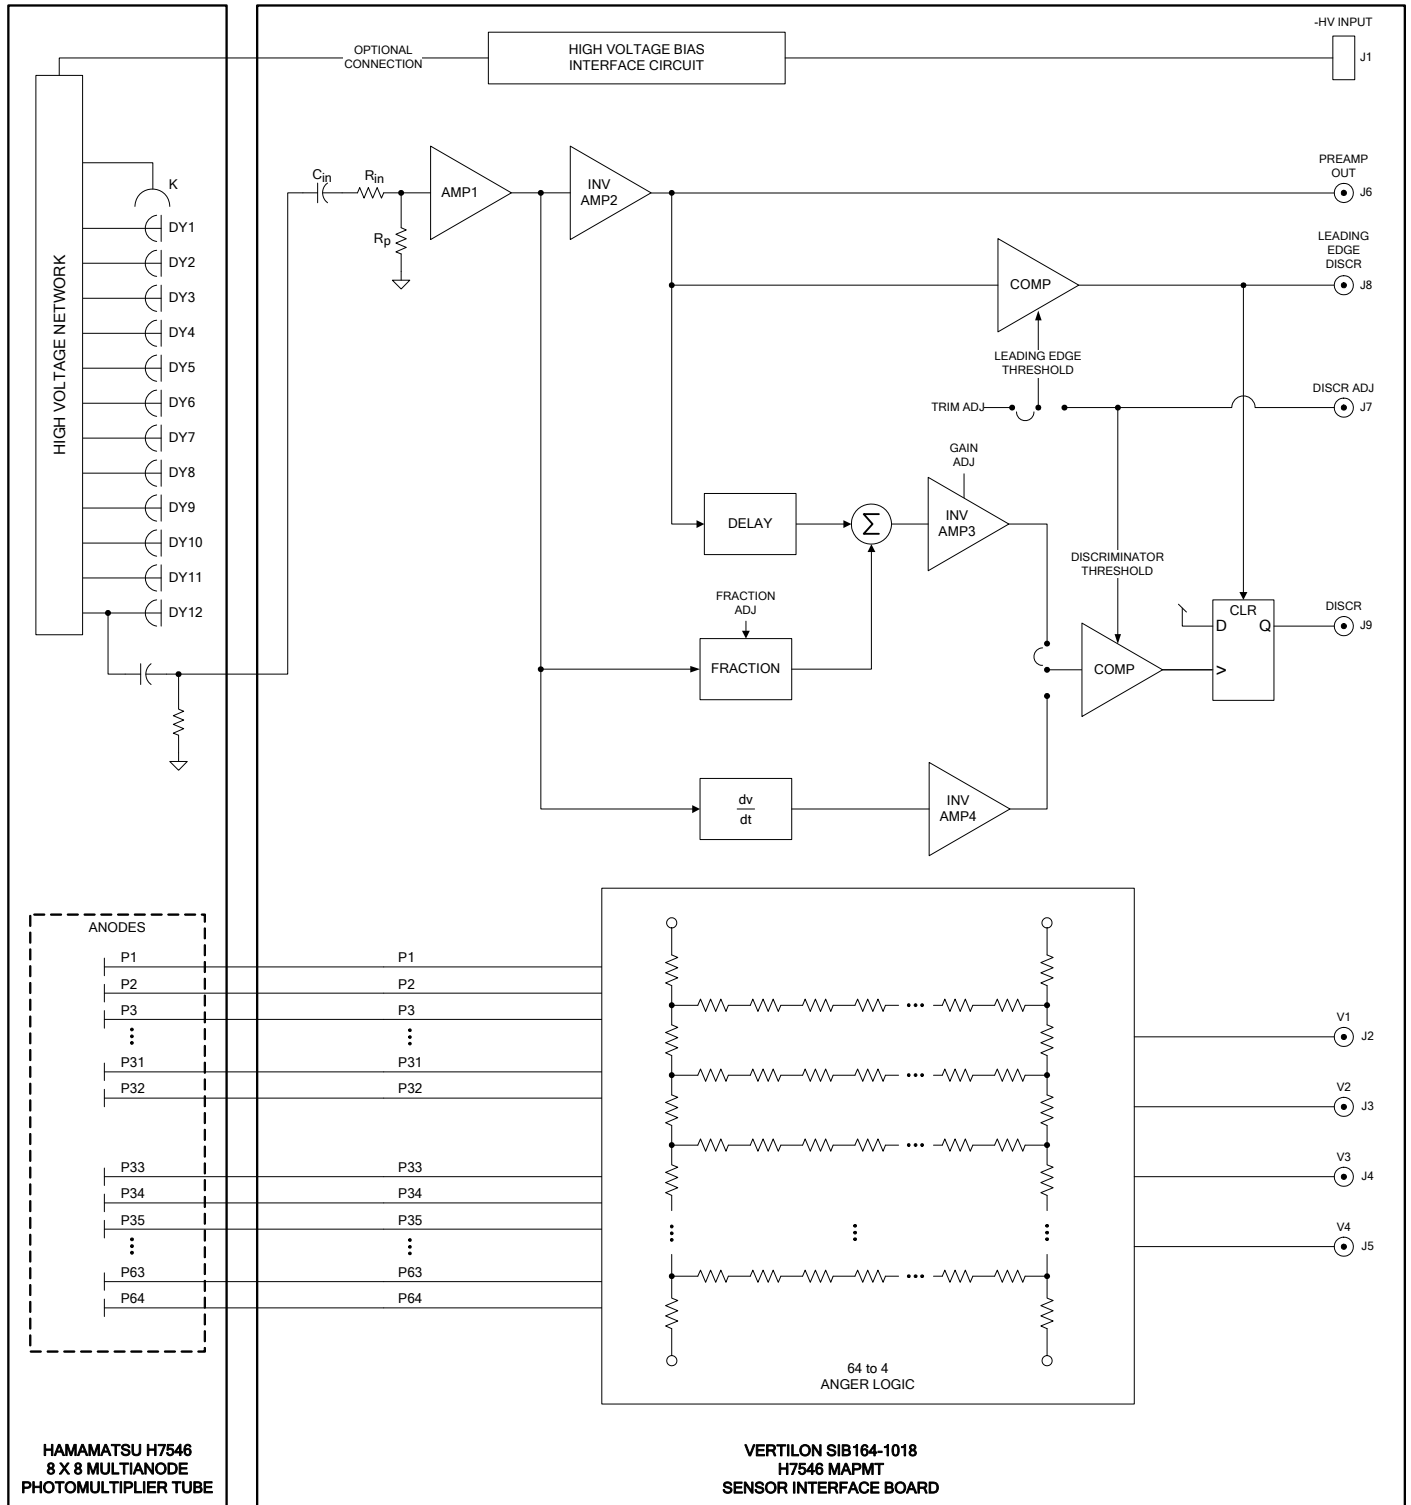 -HV INPUT
J1
OPTIONAL
CONNECTION
HIGH VOLTAGE BIAS
INTERFACE CIRCUIT
HIGH VOLTAGE NETWORK
K
DY1
DY2
DY3
DY4
DY5
DY6
DY7
DY8
DY9
DY10
DY11
DY12
Cin
Rin
Rp
AMP1
INV
AMP2
PREAMP
OUT
J6
LEADING
EDGE
DISCR
J8
COMP
LEADING EDGE
THRESHOLD
TRIM ADJ
DISCR ADJ
J7
GAIN
ADJ
DELAY
Σ
INV
AMP3
DISCRIMINATOR
THRESHOLD
FRACTION
ADJ
FRACTION
COMP
CLR
D Q
>
DISCR
J9
dv
dt
INV
AMP4
ANODES
P1 P1
P2 P2
P3 P3
P31 P31
P32 P32
P33 P33
P34 P34
P35 P35
P63 P63
P64 P64
V1
J2
V2
J3
V3
J4
V4
J5
64 to 4
ANGER LOGIC
HAMAMATSU H7546
8 X 8 MULTIANODE
PHOTOMULTIPLIER TUBE
VERTILON SIB164-1018
H7546 MAPMT
SENSOR INTERFACE BOARD